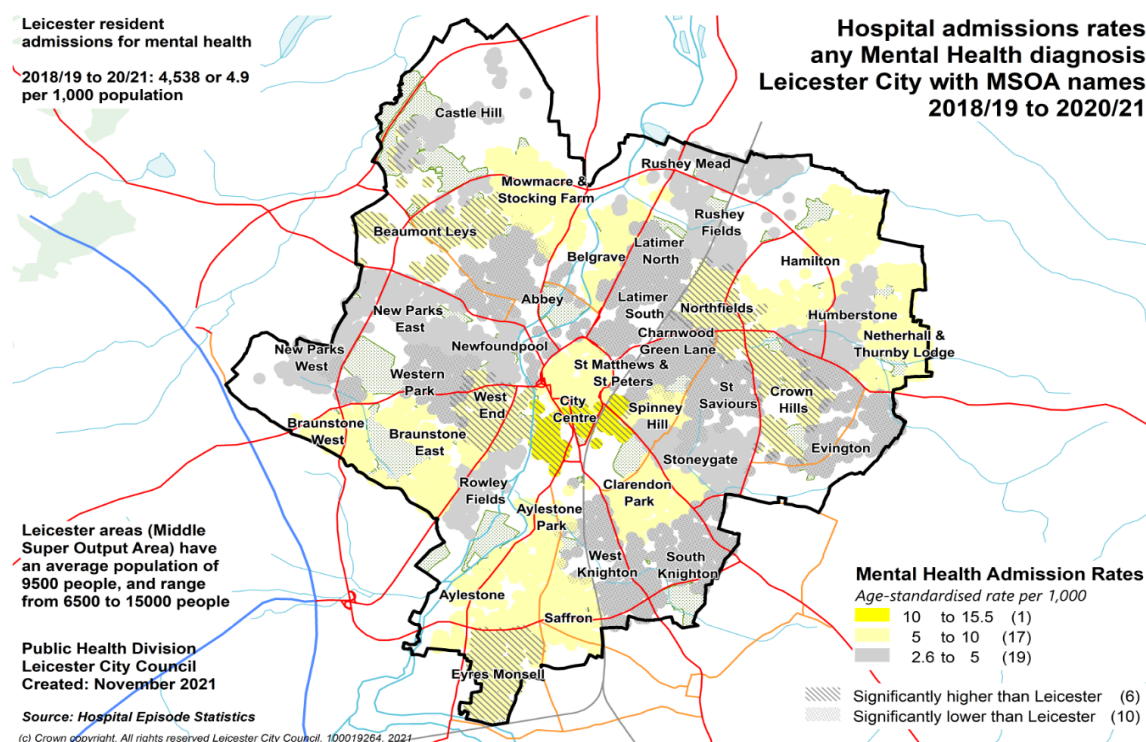 Leicester resident
admissions for mental health
2018/19 to 20/21: 4,538 or 4.9
per 1,000 population
Hospital admissions rates
any Mental Health diagnosis
Leicester City with MSOA names
2018/19 to 2020/21
Castle Hill
Rushey Mead
Mowmacre &
Stocking Farm
Rushey
Fields
Beaumont Leys
Latimer
North
Belgrave
Hamilton
Abbey
Latimer
South
Northfields
New Parks
East
Humberstone
Charnwood
Green Lane
Netherhall &
Thurnby Lodge
Newfoundpool
New Parks
West
St Matthews &
St Peters
Western
Park
St
Saviours
Crown
Hills
West
End
City
Centre
Spinney
Hill
Braunstone
West
Braunstone
East
Evington
Stoneygate
Rowley
Fields
Clarendon
Park
Aylestone
Park
West
Knighton
South
Knighton
Aylestone
Saffron
Eyres Monsell
Leicester areas (Middle
Super Output Area) have
an average population of
9500 people, and range
from 6500 to 15000 people
Public Health Division
Leicester City Council
Created: November 2021
Source: Hospital Episode Statistics
(c) Crown copyright. All rights reserved Leicester City Council. 100019264, 2021
Mental Health Admission Rates
Age-standardised rate per 1,000
10 to 15.5 (1)
5 to 10 (17)
2.6 to 5 (19)
Significantly higher than Leicester (6)
Significantly lower than Leicester (10)